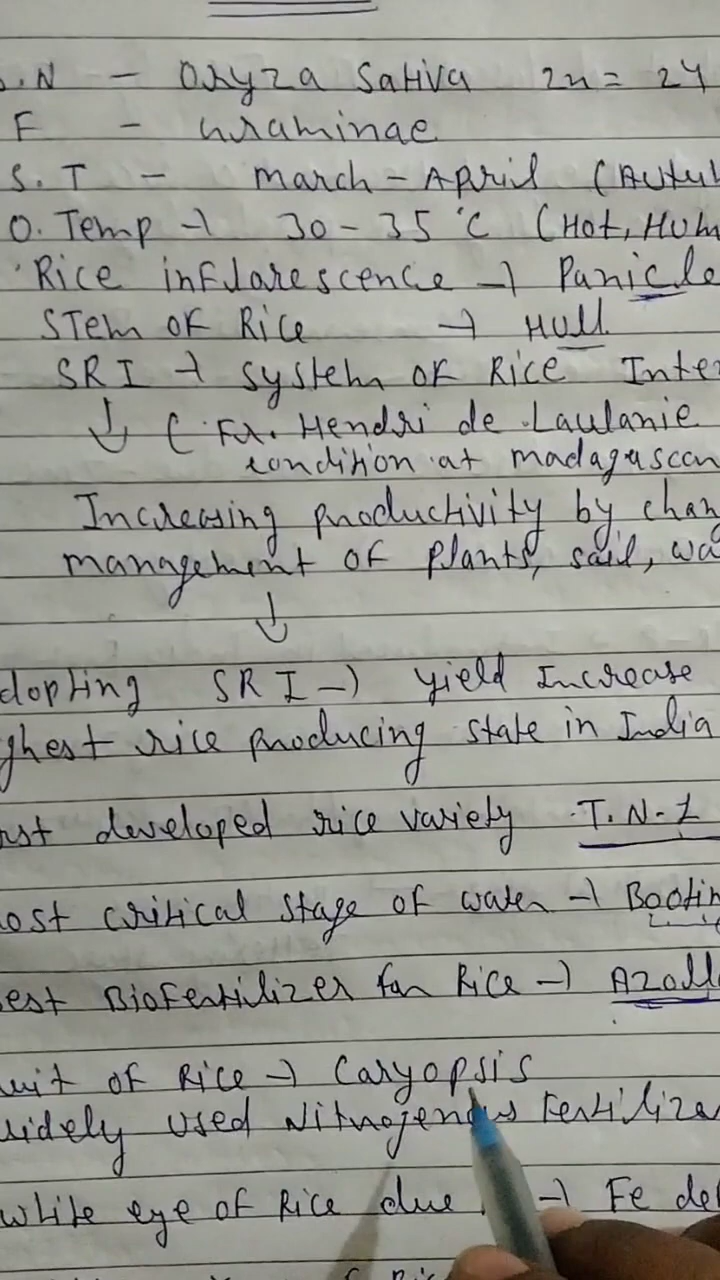 S.N - Oryza Sativa 2n = 24
F - Graminae
S.T - March - April (Autu
O. Temp → 30 - 35 °C (Hot, Hum
Rice inflorescence → Panicle
STem OF Rice → Hull
SRI → System OF Rice Inte
↓ ( Fr. Hendri de Laulanie
condition at madagascar
Increasing productivity by chan
management OF Plants, sail, wa
↓
dopting SRI → Yield Increase
ghest rice producing state in India
rst developed rice variety T.N-1
ost critical stage of water → Bootin
est BioFertilizer for Rice → Azoll
uit OF Rice → Caryopsis
widely used Nitrogenous Fertilize
white eye of Rice due → Fe de